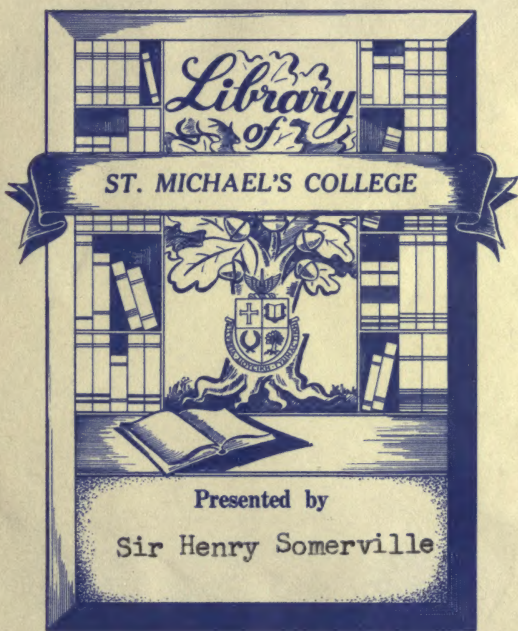 Library
of
ST. MICHAEL'S COLLEGE
Presented by
Sir Henry Somerville